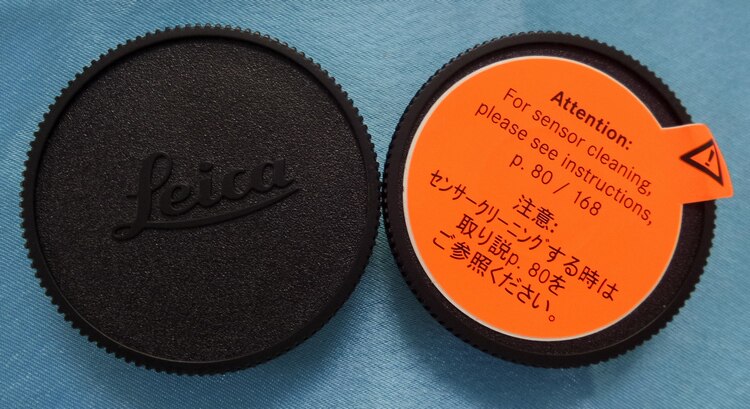 Leica
Attention:
For sensor cleaning,
please see instructions,
p. 80 / 168
注意:
センサークリーニングする時は
取り説p. 80を
ご参照ください。